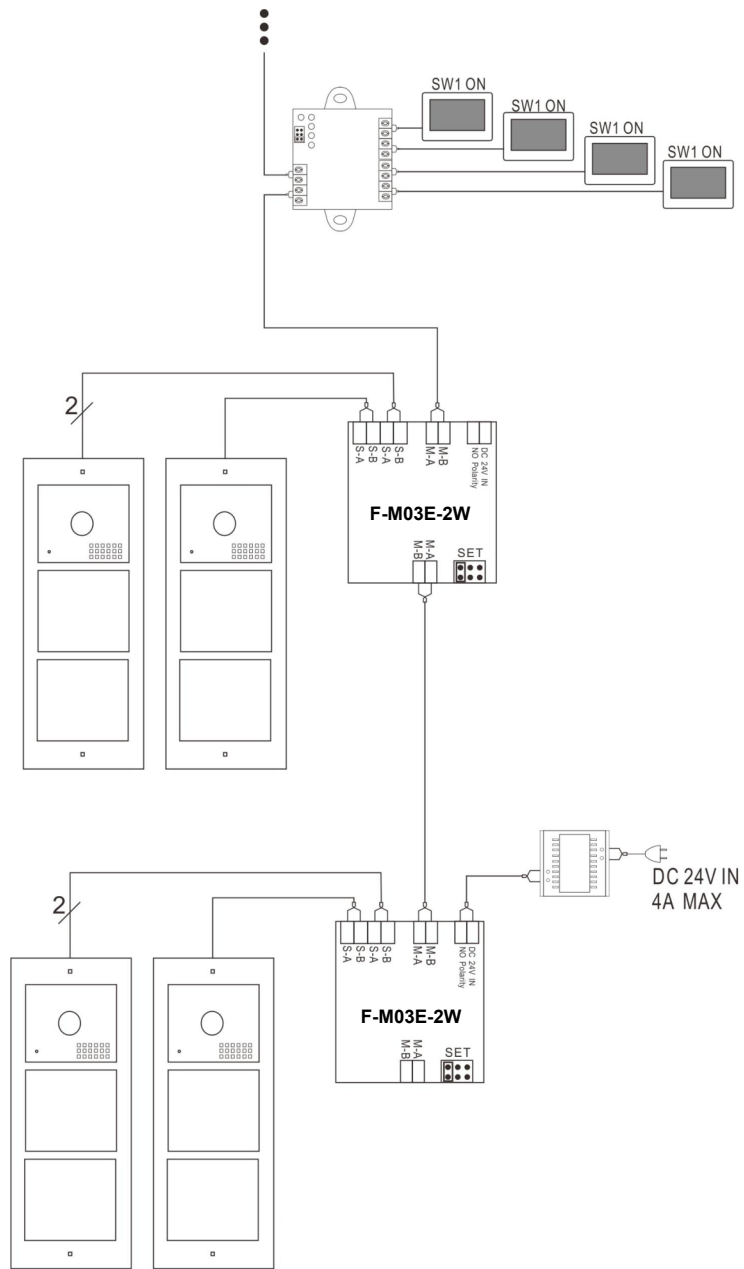 SW1 ON
SW1 ON
SW1 ON
SW1 ON
2
S-A
S-B
S-A
S-B
M-A
M-B
DC 24V IN
NO Polarity
F-M03E-2W
M-B
M-A
SET
DC 24V IN
4A MAX
2
S-A
S-B
S-A
S-B
M-A
M-B
DC 24V IN
NO Polarity
F-M03E-2W
M-B
M-A
SET